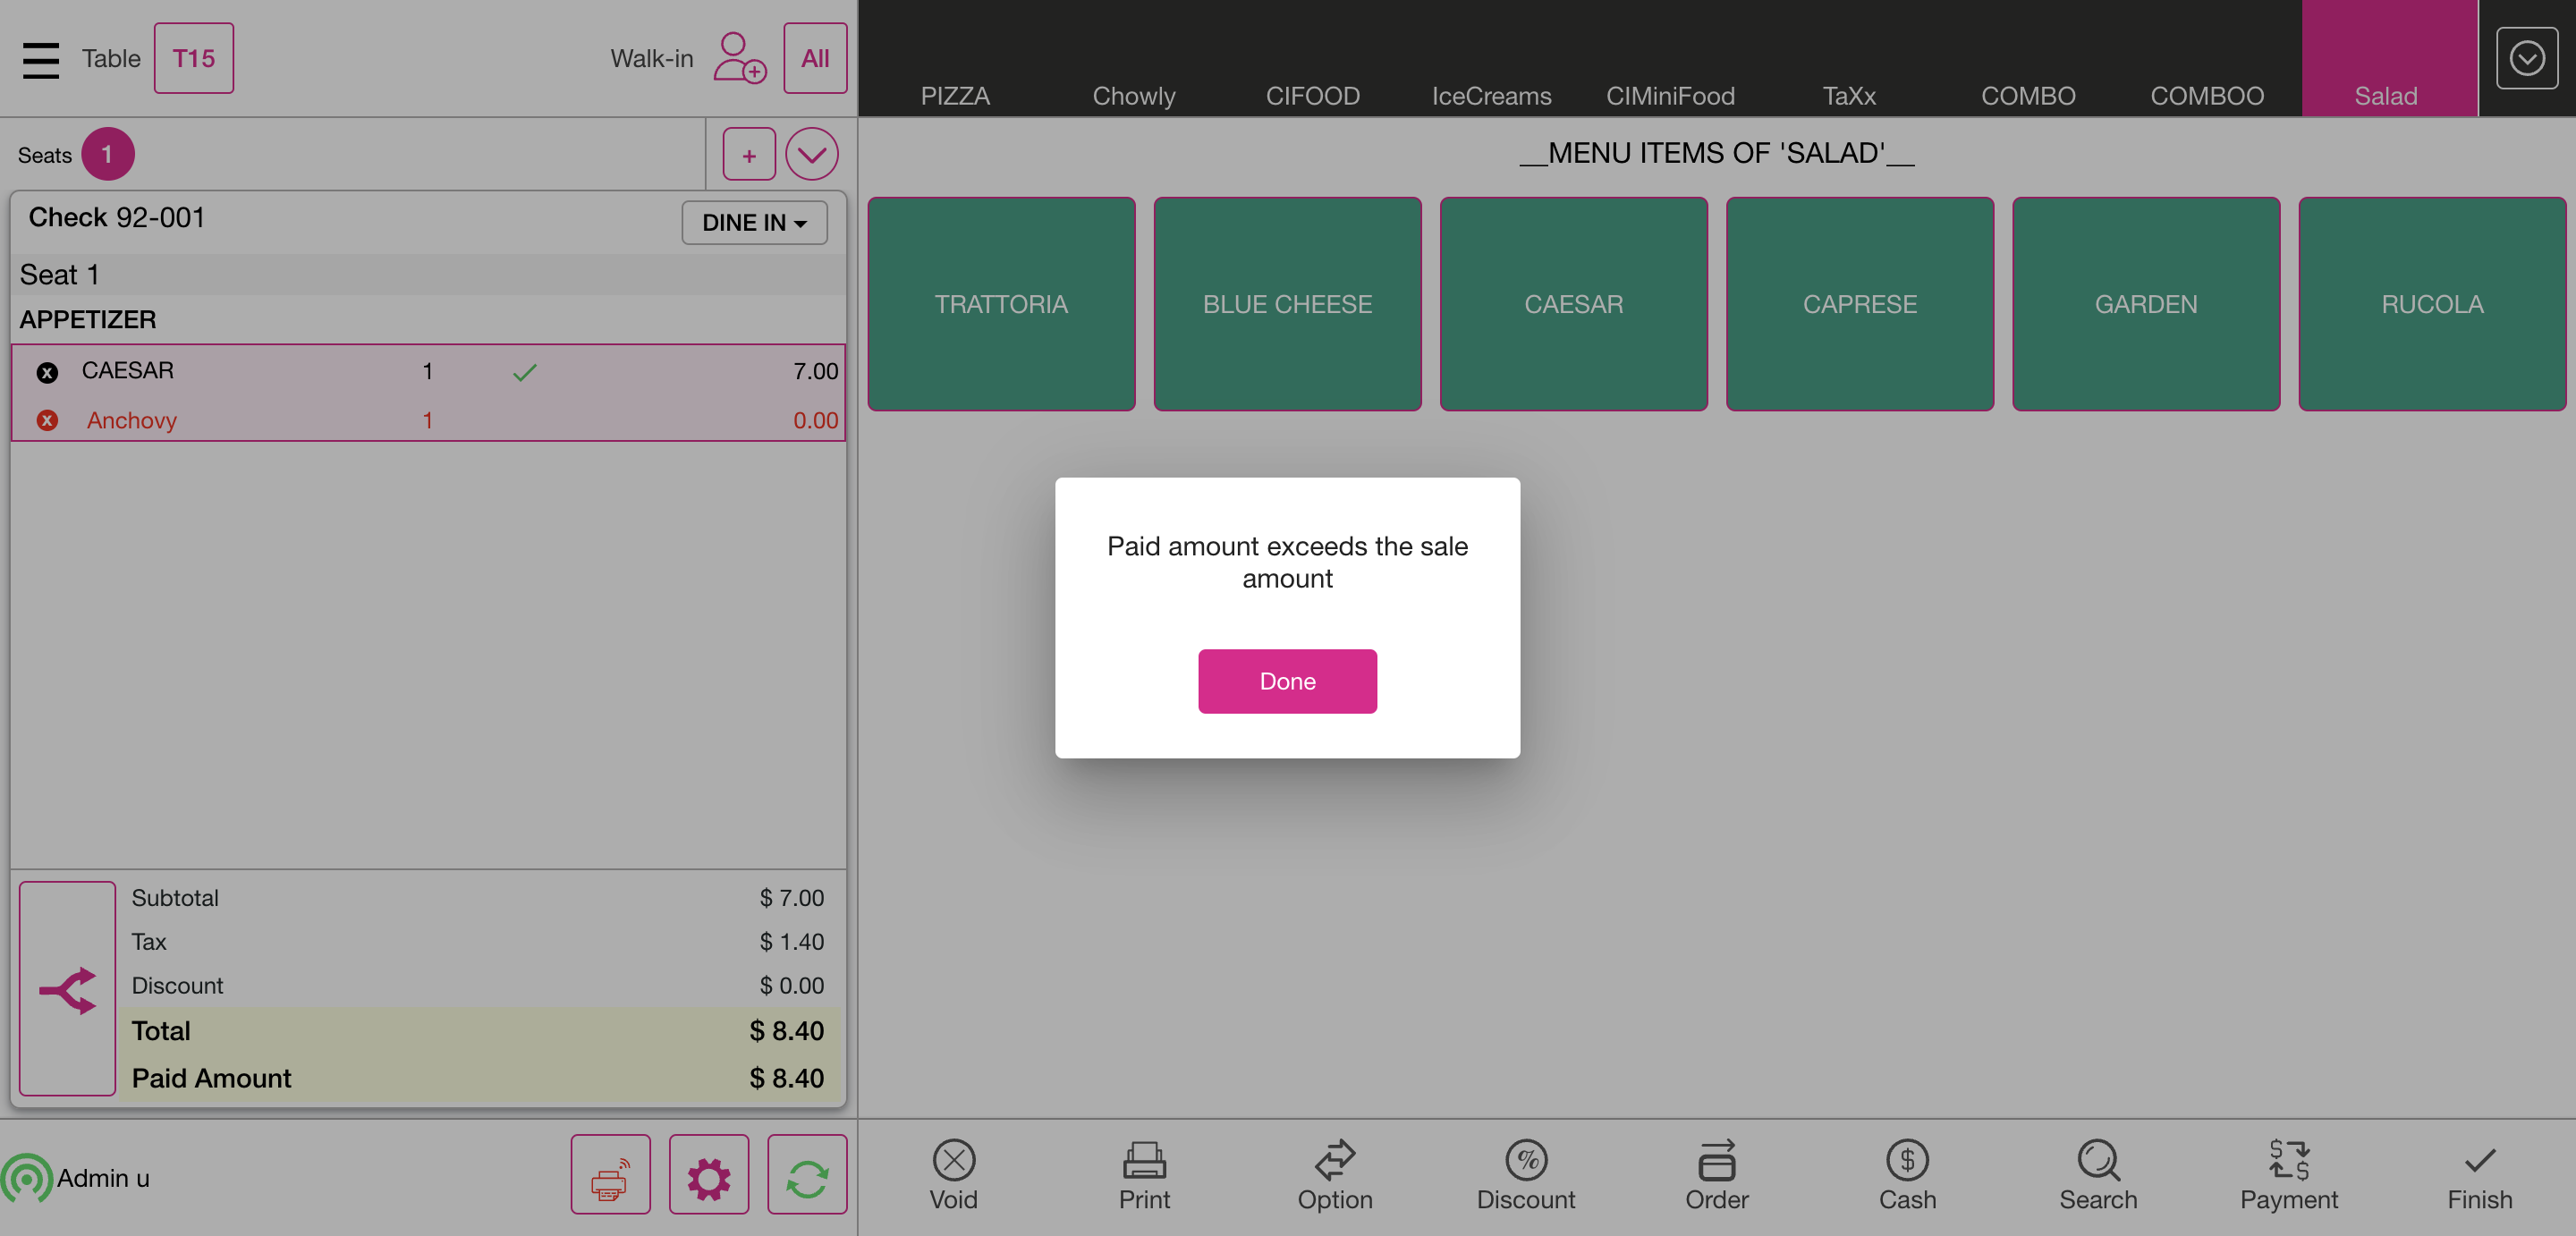 Table T15 Walk-in All
PIZZA Chowly CIFOOD IceCreams CIMiniFood TaXx COMBO COMBOO Salad
Seats 1 +
Check 92-001 DINE IN
Seat 1
APPETIZER
x CAESAR 1 7.00
x Anchovy 1 0.00
Subtotal $ 7.00
Tax $ 1.40
Discount $ 0.00
Total $ 8.40
Paid Amount $ 8.40
Admin u
__MENU ITEMS OF 'SALAD'__
TRATTORIA BLUE CHEESE CAESAR CAPRESE GARDEN RUCOLA
Paid amount exceeds the sale
amount
Done
Void Print Option Discount Order Cash Search Payment Finish